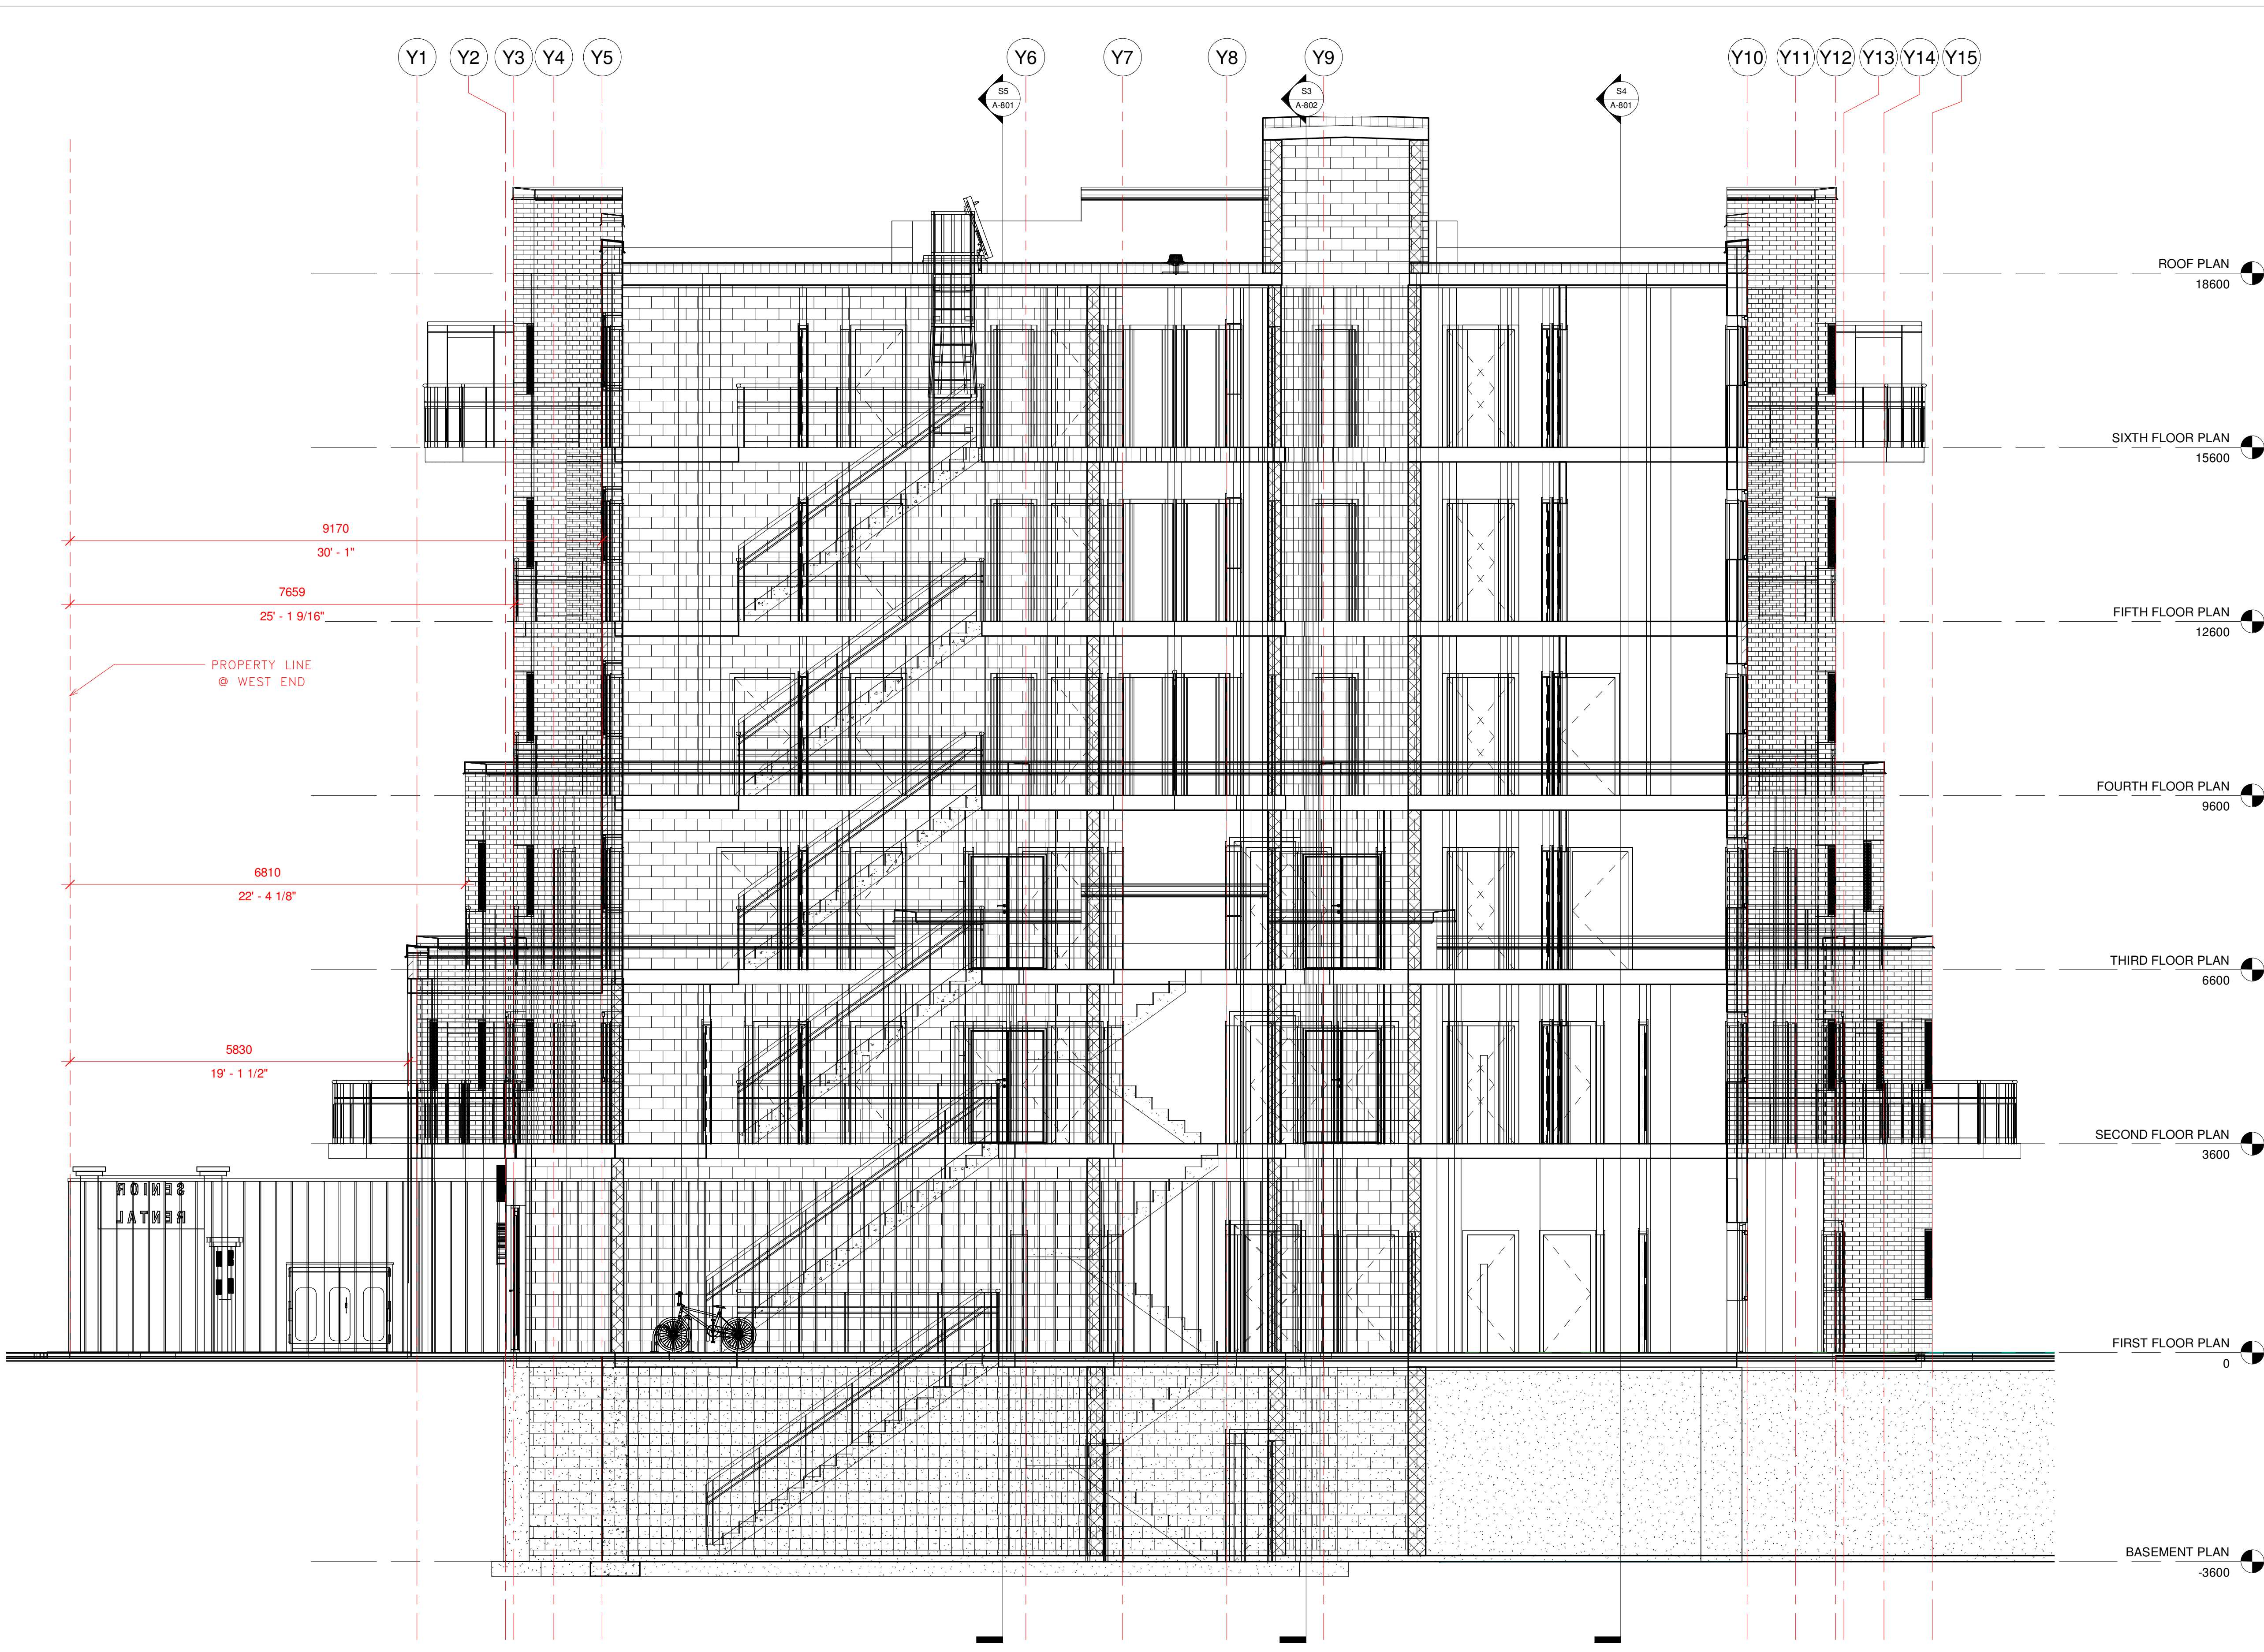 Y1 Y2 Y3 Y4 Y5 Y6 Y7 Y8 Y9 Y10 Y11 Y12 Y13 Y14 Y15
S5 S3 S4
A-801 A-802 A-801
ROOF PLAN
18600
SIXTH FLOOR PLAN
15600
9170
30' - 1"
7659
25' - 1 9/16"
FIFTH FLOOR PLAN
12600
PROPERTY LINE
@ WEST END
FOURTH FLOOR PLAN
9600
6810
22' - 4 1/8"
THIRD FLOOR PLAN
6600
5830
19' - 1 1/2"
SECOND FLOOR PLAN
3600
SENIOR
RENTAL
FIRST FLOOR PLAN
0
BASEMENT PLAN
-3600